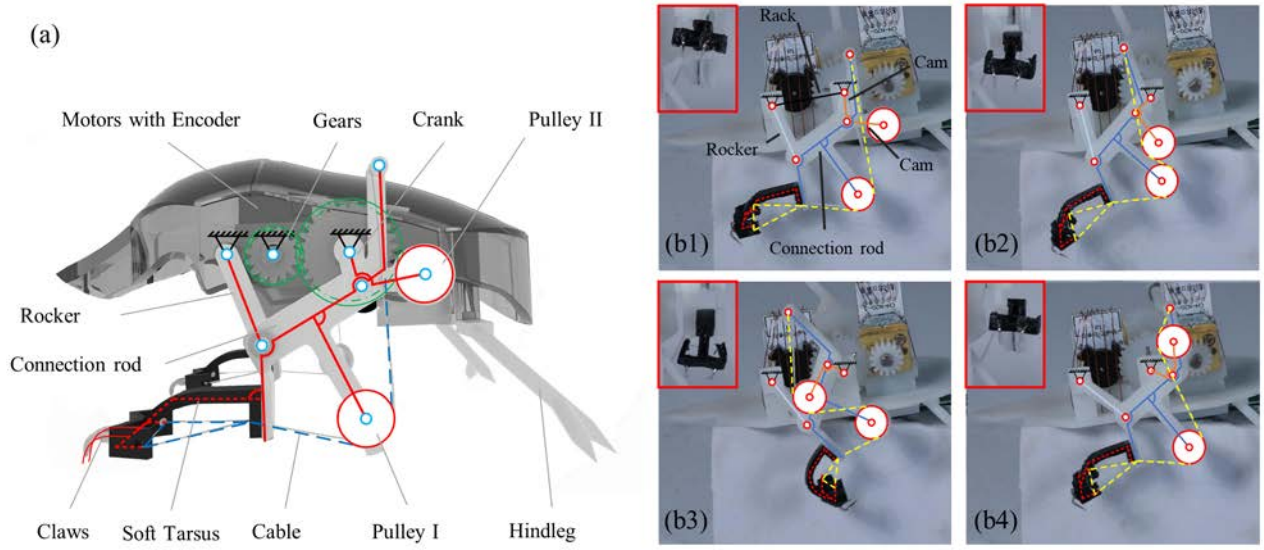 (a)
Motors with Encoder
Gears
Crank
Pulley II
Rocker
Connection rod
Claws
Soft Tarsus
Cable
Pulley I
Hindleg
Rack
Cam
Rocker
Cam
Connection rod
(b1)
(b2)
(b3)
(b4)